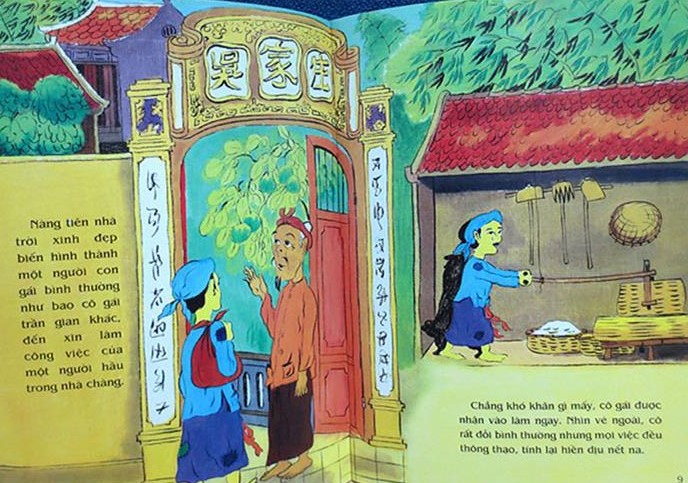 吳家
Nàng tiên nhà
trời xinh đẹp
biến hình thành
một người con
gái bình thường
như bao cô gái
trần gian khác,
đến xin làm
công việc của
một người hầu
trong nhà chàng.
Chẳng khó khăn gì mấy, cô gái được
nhận vào làm ngay. Nhìn vẻ ngoài, cô
rất đỗi bình thường nhưng mọi việc đều
thông thạo, tính lại hiền dịu nết na.
9